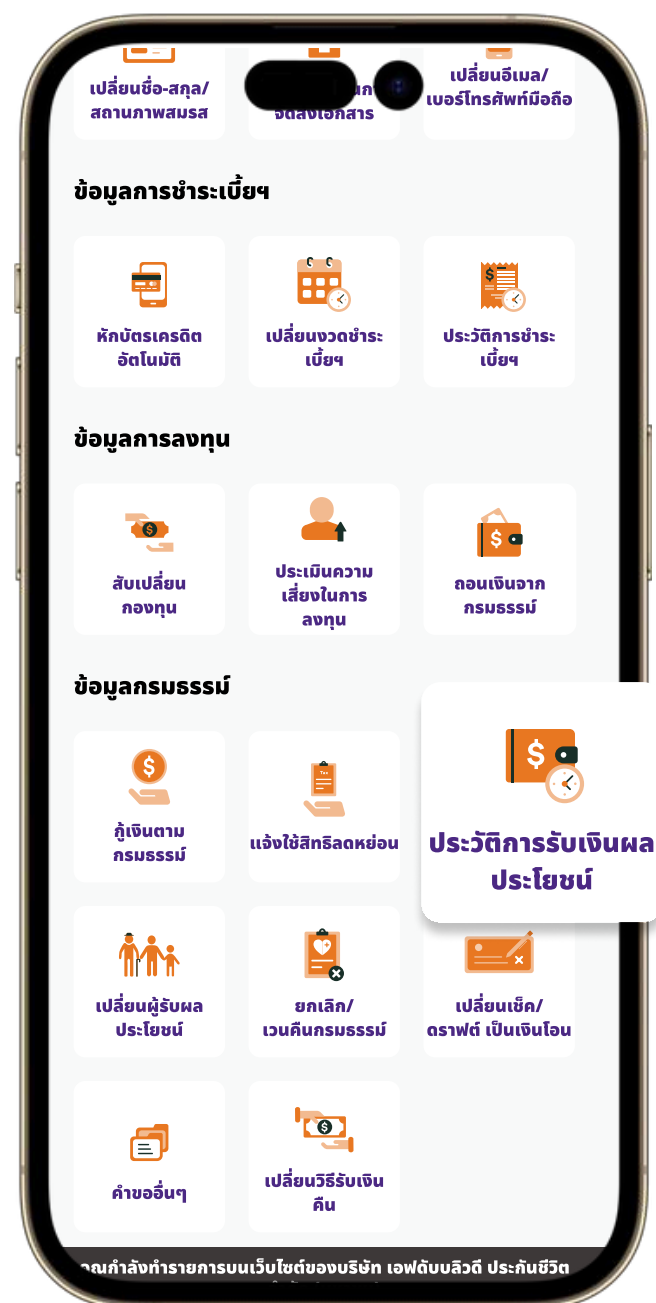 เปลี่ยนชื่อ-สกุล/
สถานภาพสมรส
จัดส่งเอกสาร
เปลี่ยนอีเมล/
เบอร์โทรศัพท์มือถือ
ข้อมูลการชำระเบี้ยฯ
หักบัตรเครดิต
อัตโนมัติ
เปลี่ยนงวดชำระ
เบี้ยฯ
ประวัติการชำระ
เบี้ยฯ
ข้อมูลการลงทุน
สับเปลี่ยน
กองทุน
ประเมินความ
เสี่ยงในการ
ลงทุน
ถอนเงินจาก
กรมธรรม์
ข้อมูลกรมธรรม์
กู้เงินตาม
กรมธรรม์
Tax
แจ้งใช้สิทธิลดหย่อน
ประวัติการรับเงินผล
ประโยชน์
เปลี่ยนผู้รับผล
ประโยชน์
ยกเลิก/
เวนคืนกรมธรรม์
เปลี่ยนเช็ค/
ดราฟต์ เป็นเงินโอน
คำขออื่นๆ
เปลี่ยนวิธีรับเงิน
คืน
คุณกำลังทำรายการบนเว็บไซต์ของบริษัท เอฟดับบลิวดี ประกันชีวิต